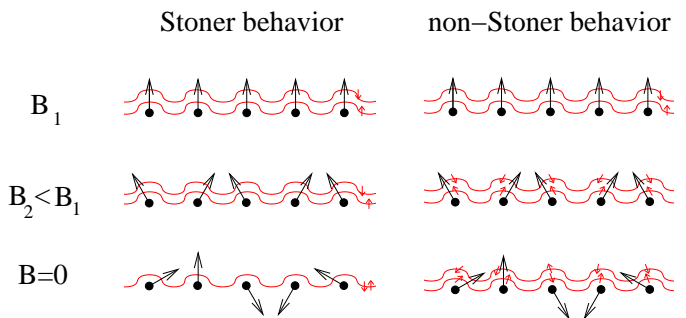 Stoner behavior
non−Stoner behavior
B1
B2<B1
B=0